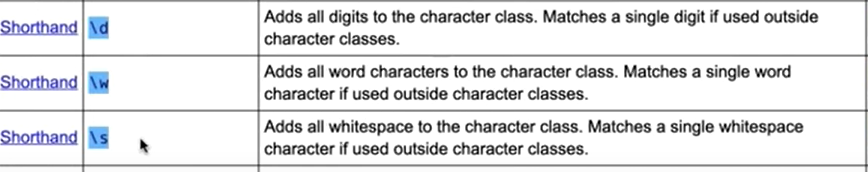 Shorthand \d Adds all digits to the character class. Matches a single digit if used outside
character classes.
Shorthand \w Adds all word characters to the character class. Matches a single word
character if used outside character classes.
Shorthand \s Adds all whitespace to the character class. Matches a single whitespace
character if used outside character classes.